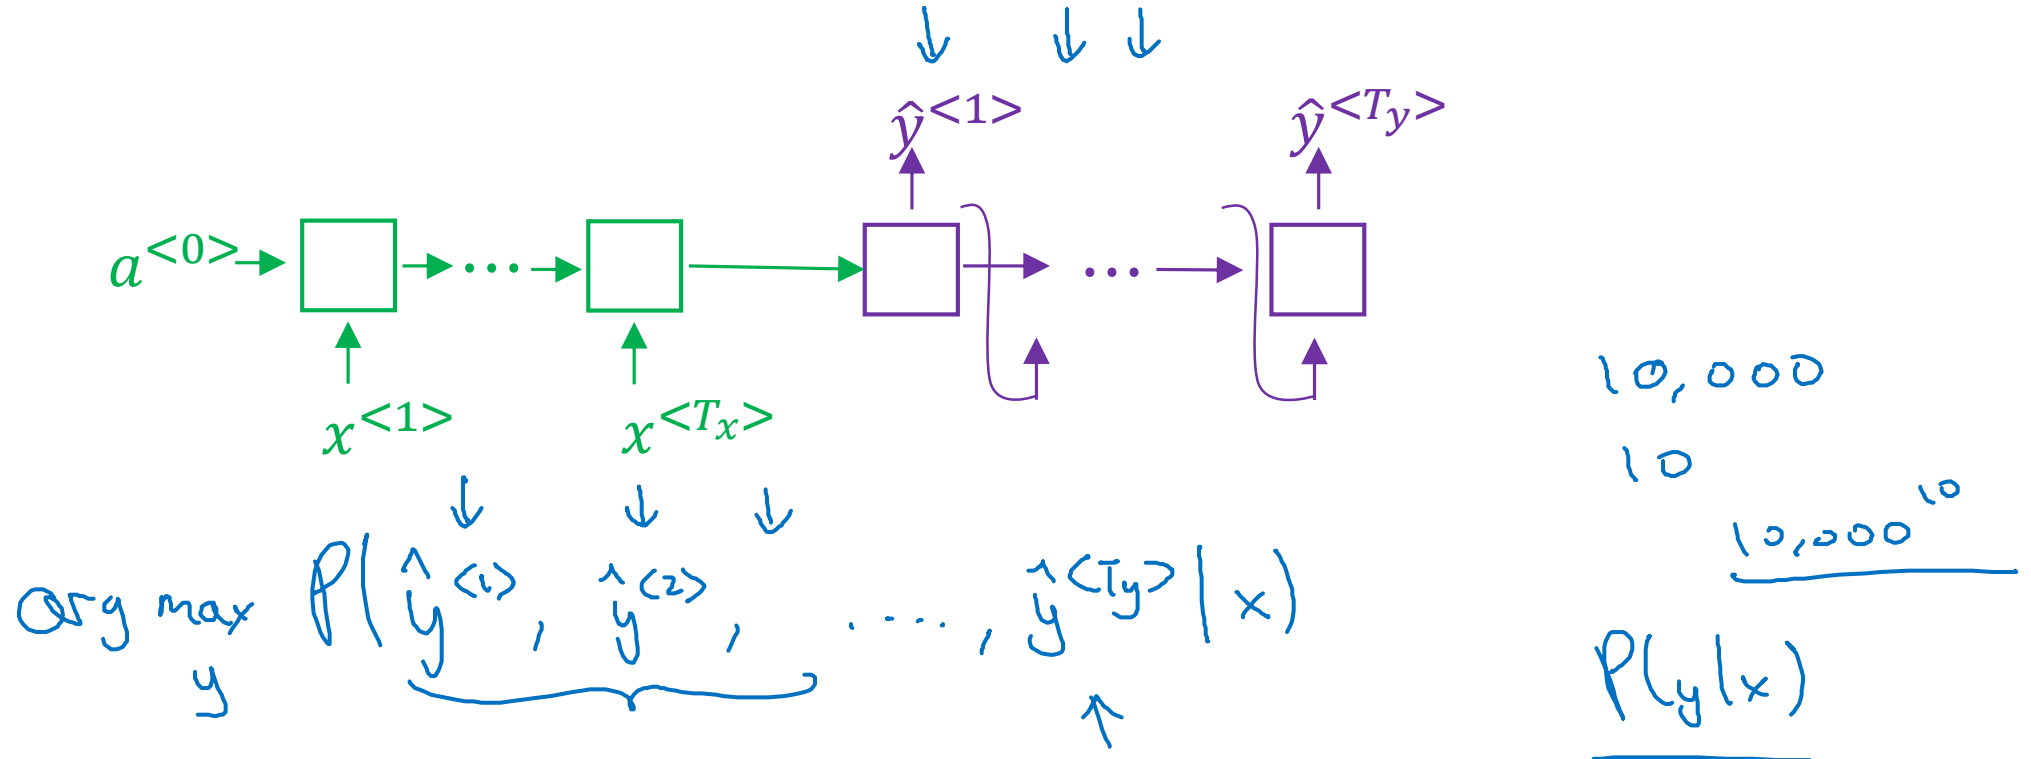 ŷ<1> ŷ<Ty>
a<0> ... ...
x<1> x<Tx>
10,000
10
10,000^10
arg max P(ŷ<1>, ŷ<2>, ...., ŷ<Ty> | x)
y
P(y|x)